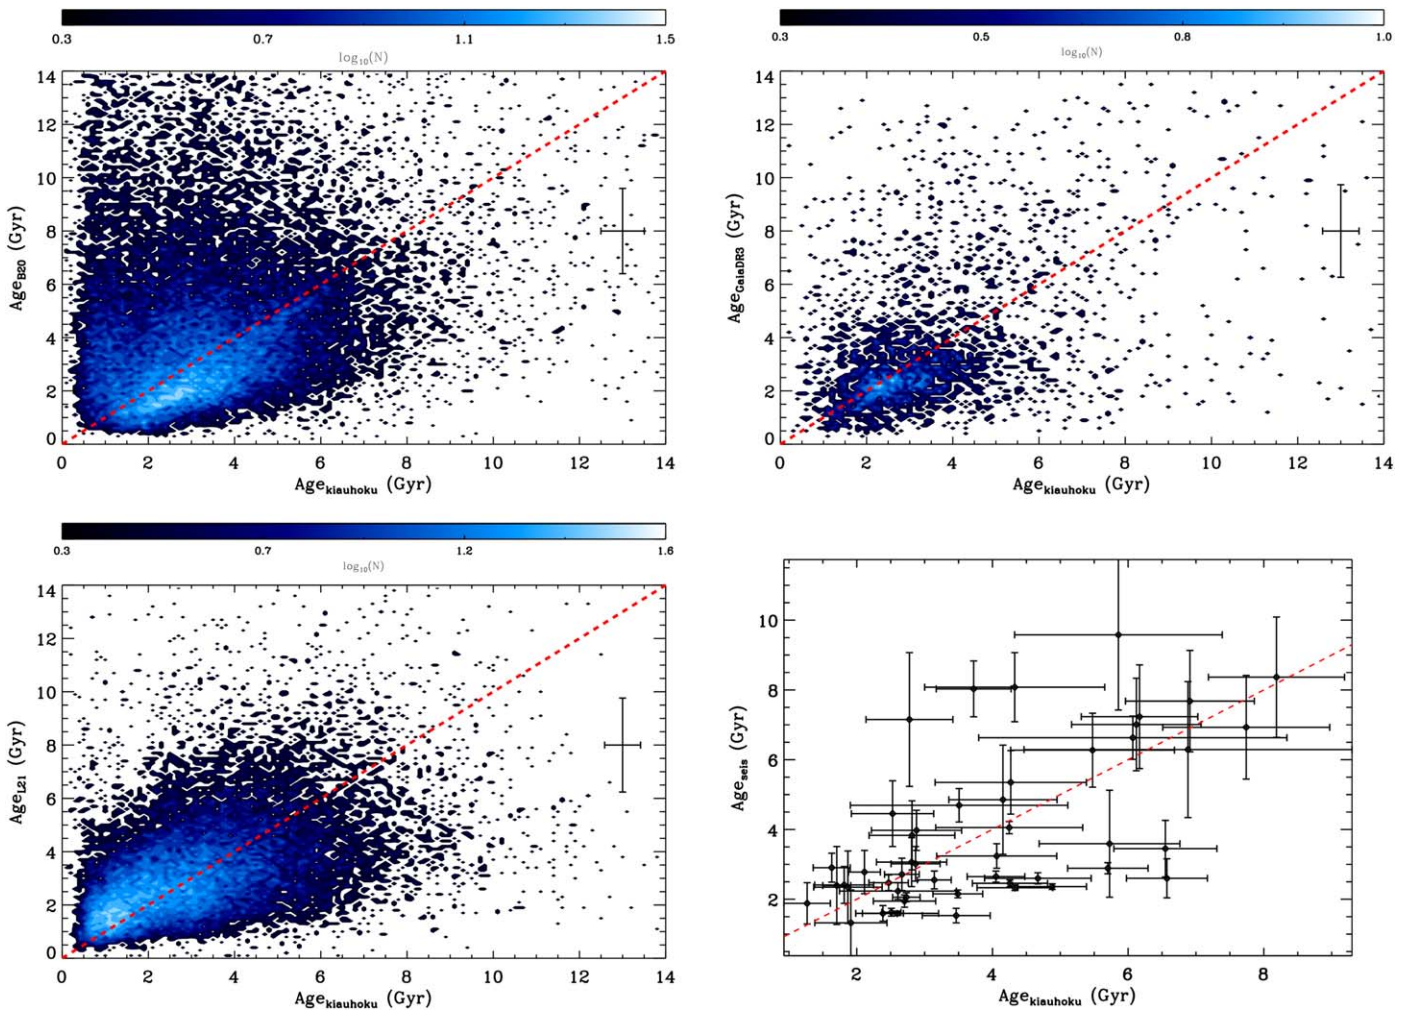 0.3 0.7 1.1 1.5
log₁₀(N)
14
12
10
8
6
4
2
0
Age_B20 (Gyr)
0 2 4 6 8 10 12 14
Age_kiauhoku (Gyr)
0.3 0.5 0.8 1.0
log₁₀(N)
14
12
10
8
6
4
2
0
Age_GaiaDR3 (Gyr)
0 2 4 6 8 10 12 14
Age_kiauhoku (Gyr)
0.3 0.7 1.2 1.6
log₁₀(N)
14
12
10
8
6
4
2
0
Age_L21 (Gyr)
0 2 4 6 8 10 12 14
Age_kiauhoku (Gyr)
10
8
6
4
2
Age_seis (Gyr)
2 4 6 8
Age_kiauhoku (Gyr)